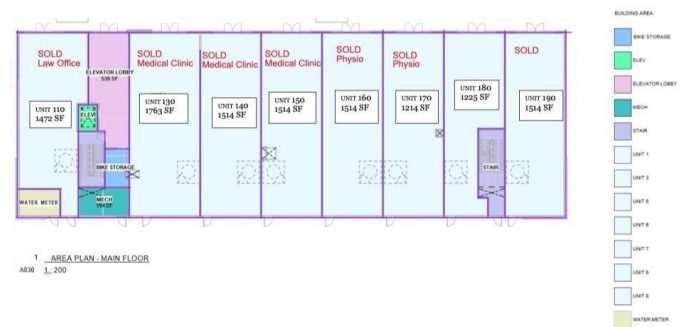 SOLD
Law Office
ELEVATOR LOBBY
539 SF
SOLD
Medical Clinic
SOLD
Medical Clinic
SOLD
Medical Clinic
SOLD
Physio
SOLD
Physio
SOLD
UNIT 110
1472 SF
UNIT 130
1763 SF
UNIT 140
1514 SF
UNIT 150
1514 SF
UNIT 160
1514 SF
UNIT 170
1214 SF
UNIT 180
1225 SF
UNIT 190
1514 SF
ELEV
BIKE STORAGE
STAIR
MECH
194 SF
WATER METER
1 AREA PLAN - MAIN FLOOR
A030 1 : 200
BUILDING AREA
BIKE STORAGE
ELEV
ELEVATOR LOBBY
MECH
STAIR
UNIT 1
UNIT 3
UNIT 5
UNIT 6
UNIT 7
UNIT 8
UNIT 9
WATER METER